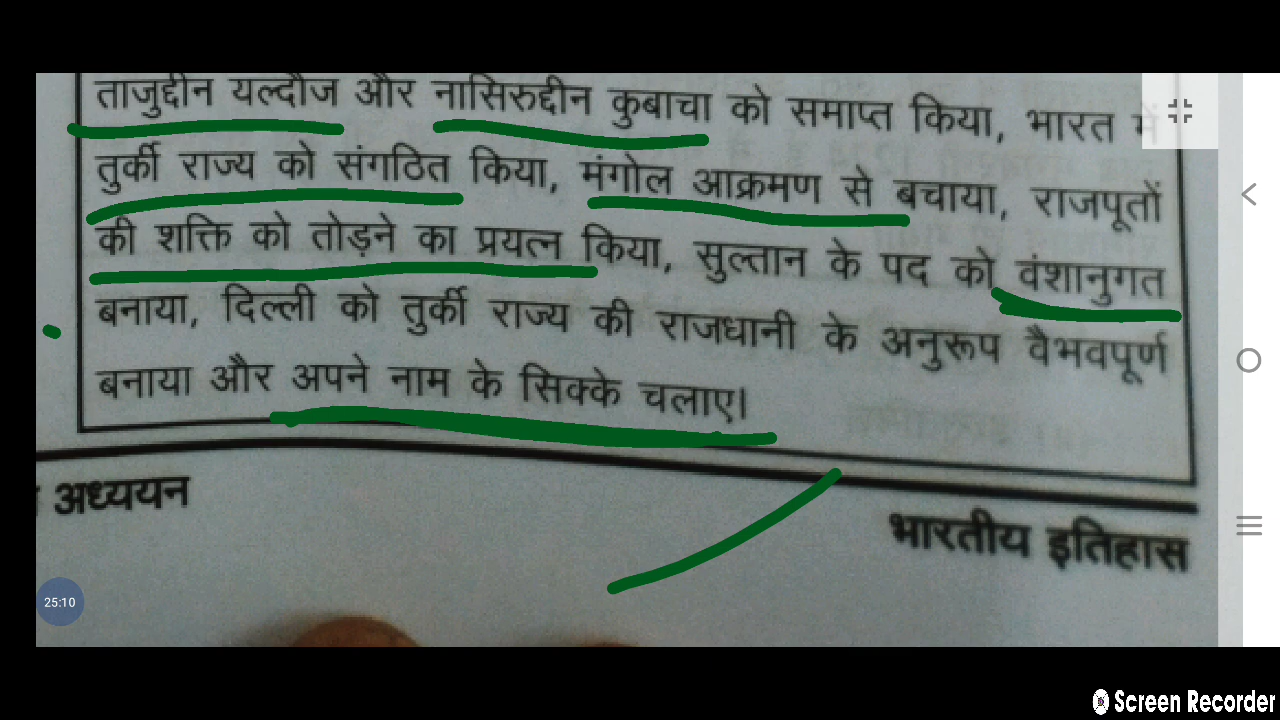 ताजुद्दीन यल्दौज और नासिरुद्दीन कुबाचा को समाप्त किया, भारत में
तुर्की राज्य को संगठित किया, मंगोल आक्रमण से बचाया, राजपूतों
की शक्ति को तोड़ने का प्रयत्न किया, सुल्तान के पद को वंशानुगत
बनाया, दिल्ली को तुर्की राज्य की राजधानी के अनुरूप वैभवपूर्ण
बनाया और अपने नाम के सिक्के चलाए।
अध्ययन
भारतीय इतिहास
25:10
Screen Recorder